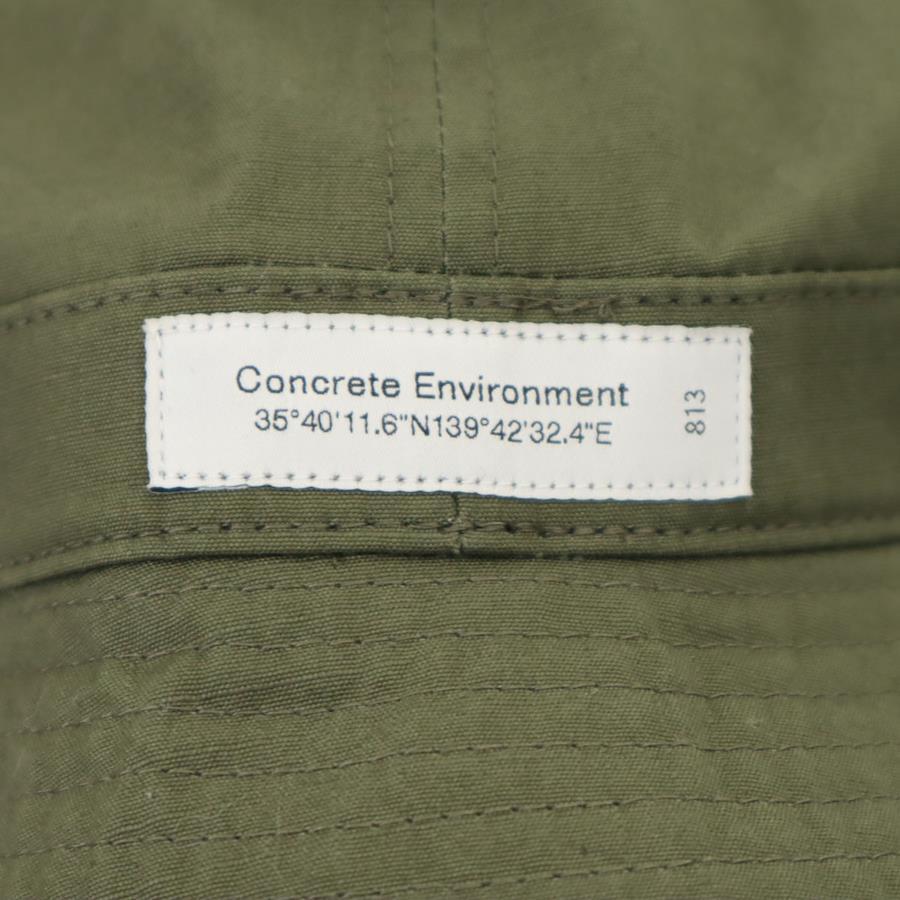 Concrete Environment
35°40'11.6"N139°42'32.4"E
813